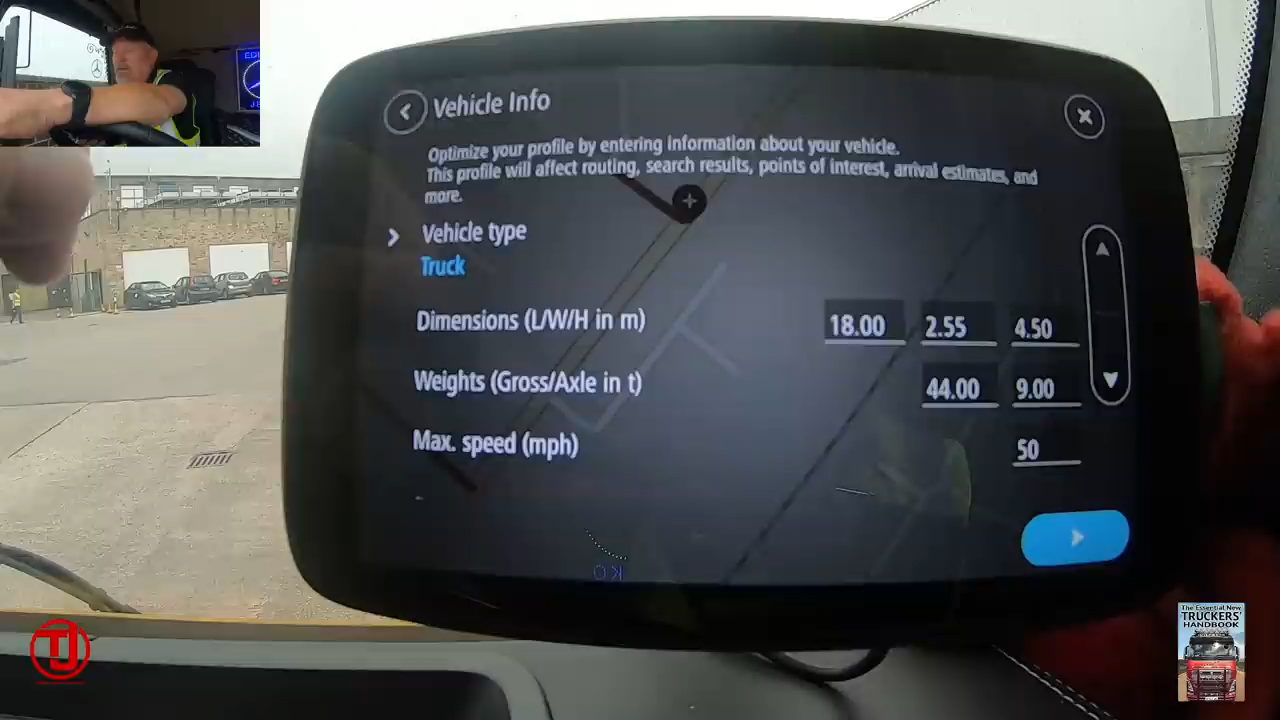 Vehicle Info
Optimize your profile by entering information about your vehicle.
This profile will affect routing, search results, points of interest, arrival estimates, and
more.
Vehicle type
Truck
Dimensions (L/W/H in m) 18.00 2.55 4.50
Weights (Gross/Axle in t) 44.00 9.00
Max. speed (mph) 50
TJ
The Essential New
TRUCKERS'
HANDBOOK